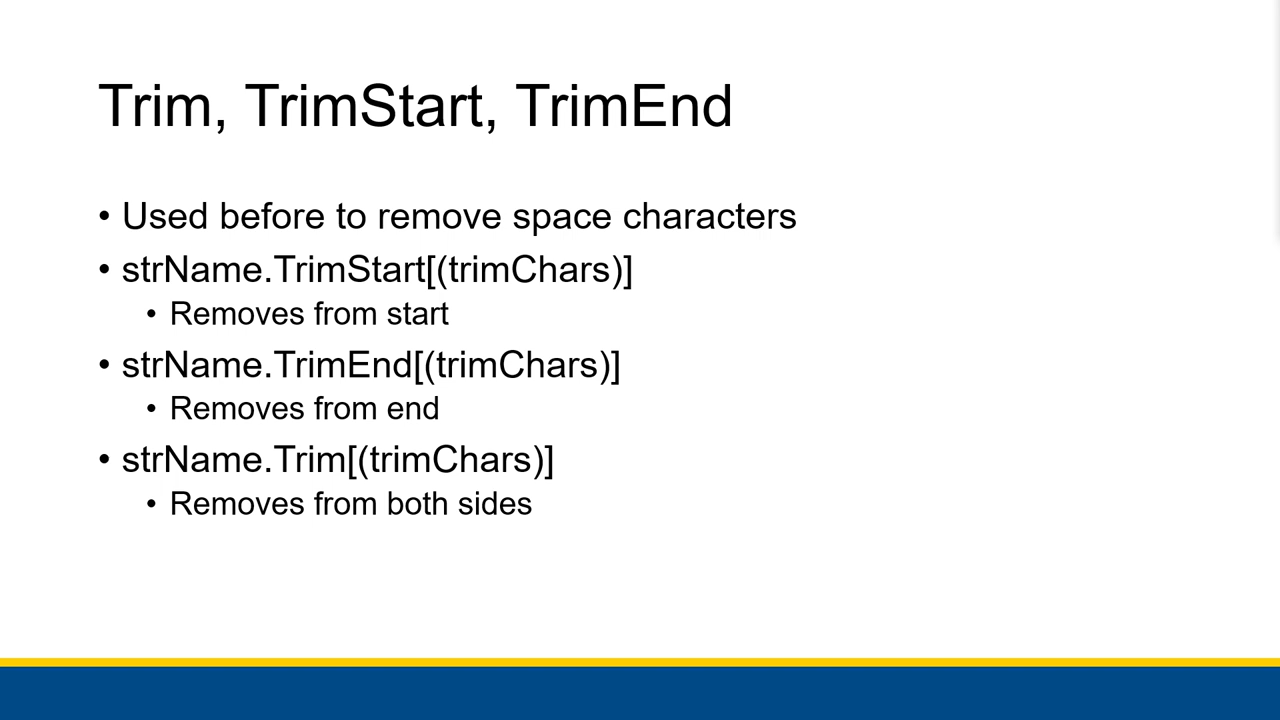 Trim, TrimStart, TrimEnd
• Used before to remove space characters
• strName.TrimStart[(trimChars)]
• Removes from start
• strName.TrimEnd[(trimChars)]
• Removes from end
• strName.Trim[(trimChars)]
• Removes from both sides